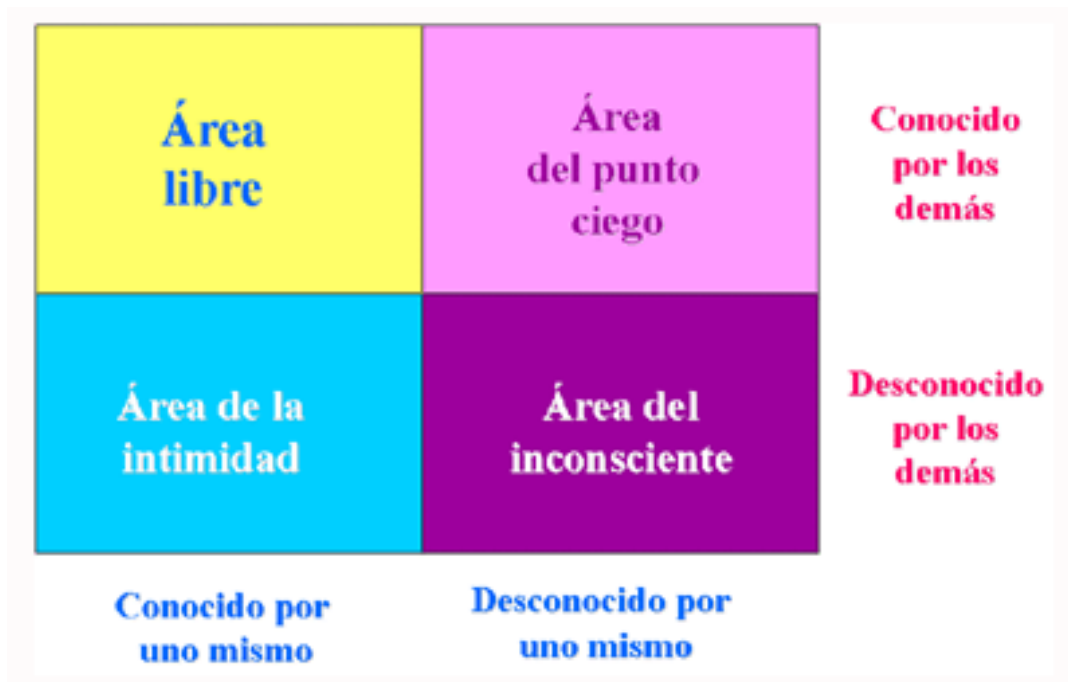 Área
libre
Área
del punto
ciego
Conocido
por los
demás
Área de la
intimidad
Área del
inconsciente
Desconocido
por los
demás
Conocido por
uno mismo
Desconocido por
uno mismo